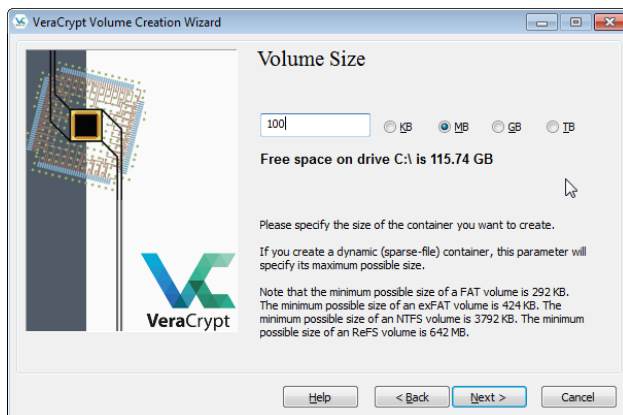 VeraCrypt Volume Creation Wizard
Volume Size
100
KB
MB
GB
TB
Free space on drive C:\ is 115.74 GB
Please specify the size of the container you want to create.
If you create a dynamic (sparse-file) container, this parameter will
specify its maximum possible size.
Note that the minimum possible size of a FAT volume is 292 KB.
The minimum possible size of an exFAT volume is 424 KB. The
minimum possible size of an NTFS volume is 3792 KB. The minimum
possible size of an ReFS volume is 642 MB.
VeraCrypt
Help
< Back
Next >
Cancel